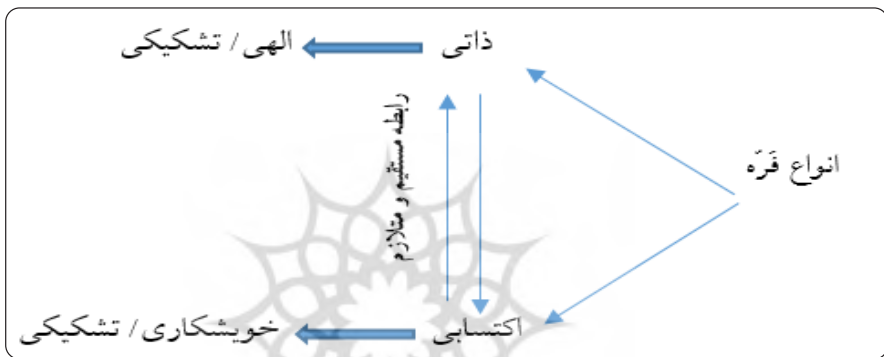 ذاتی
الهی / تشکیکی
رابطه مستقیم و متلازم
انواع فَرّه
اکتسابی
خویشکاری / تشکیکی